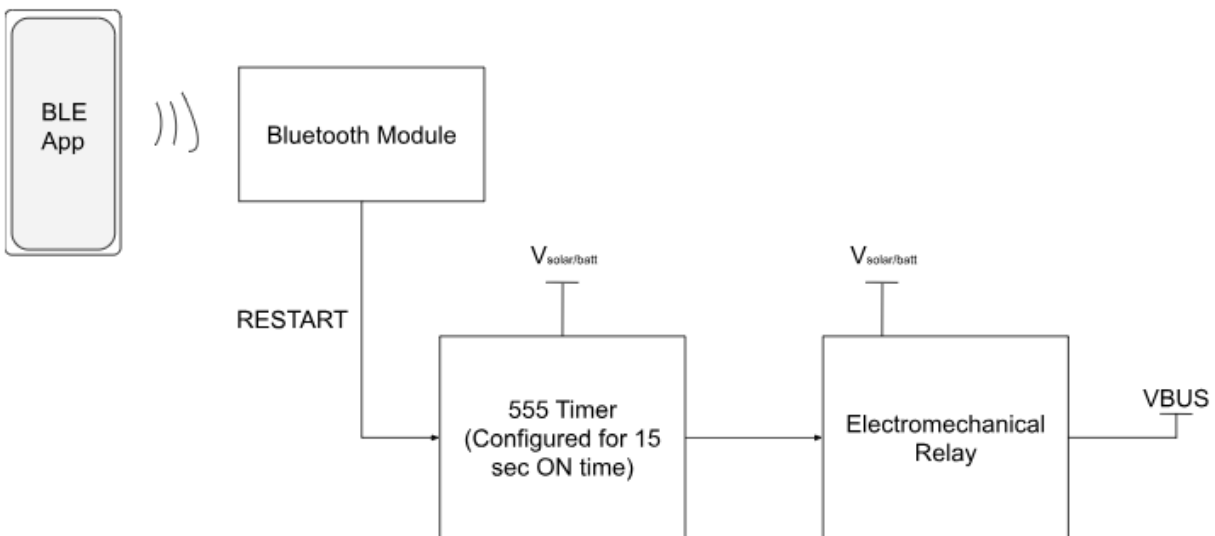 BLE
App
Bluetooth Module
Vsolar/batt
Vsolar/batt
RESTART
555 Timer
(Configured for 15
sec ON time)
Electromechanical
Relay
VBUS